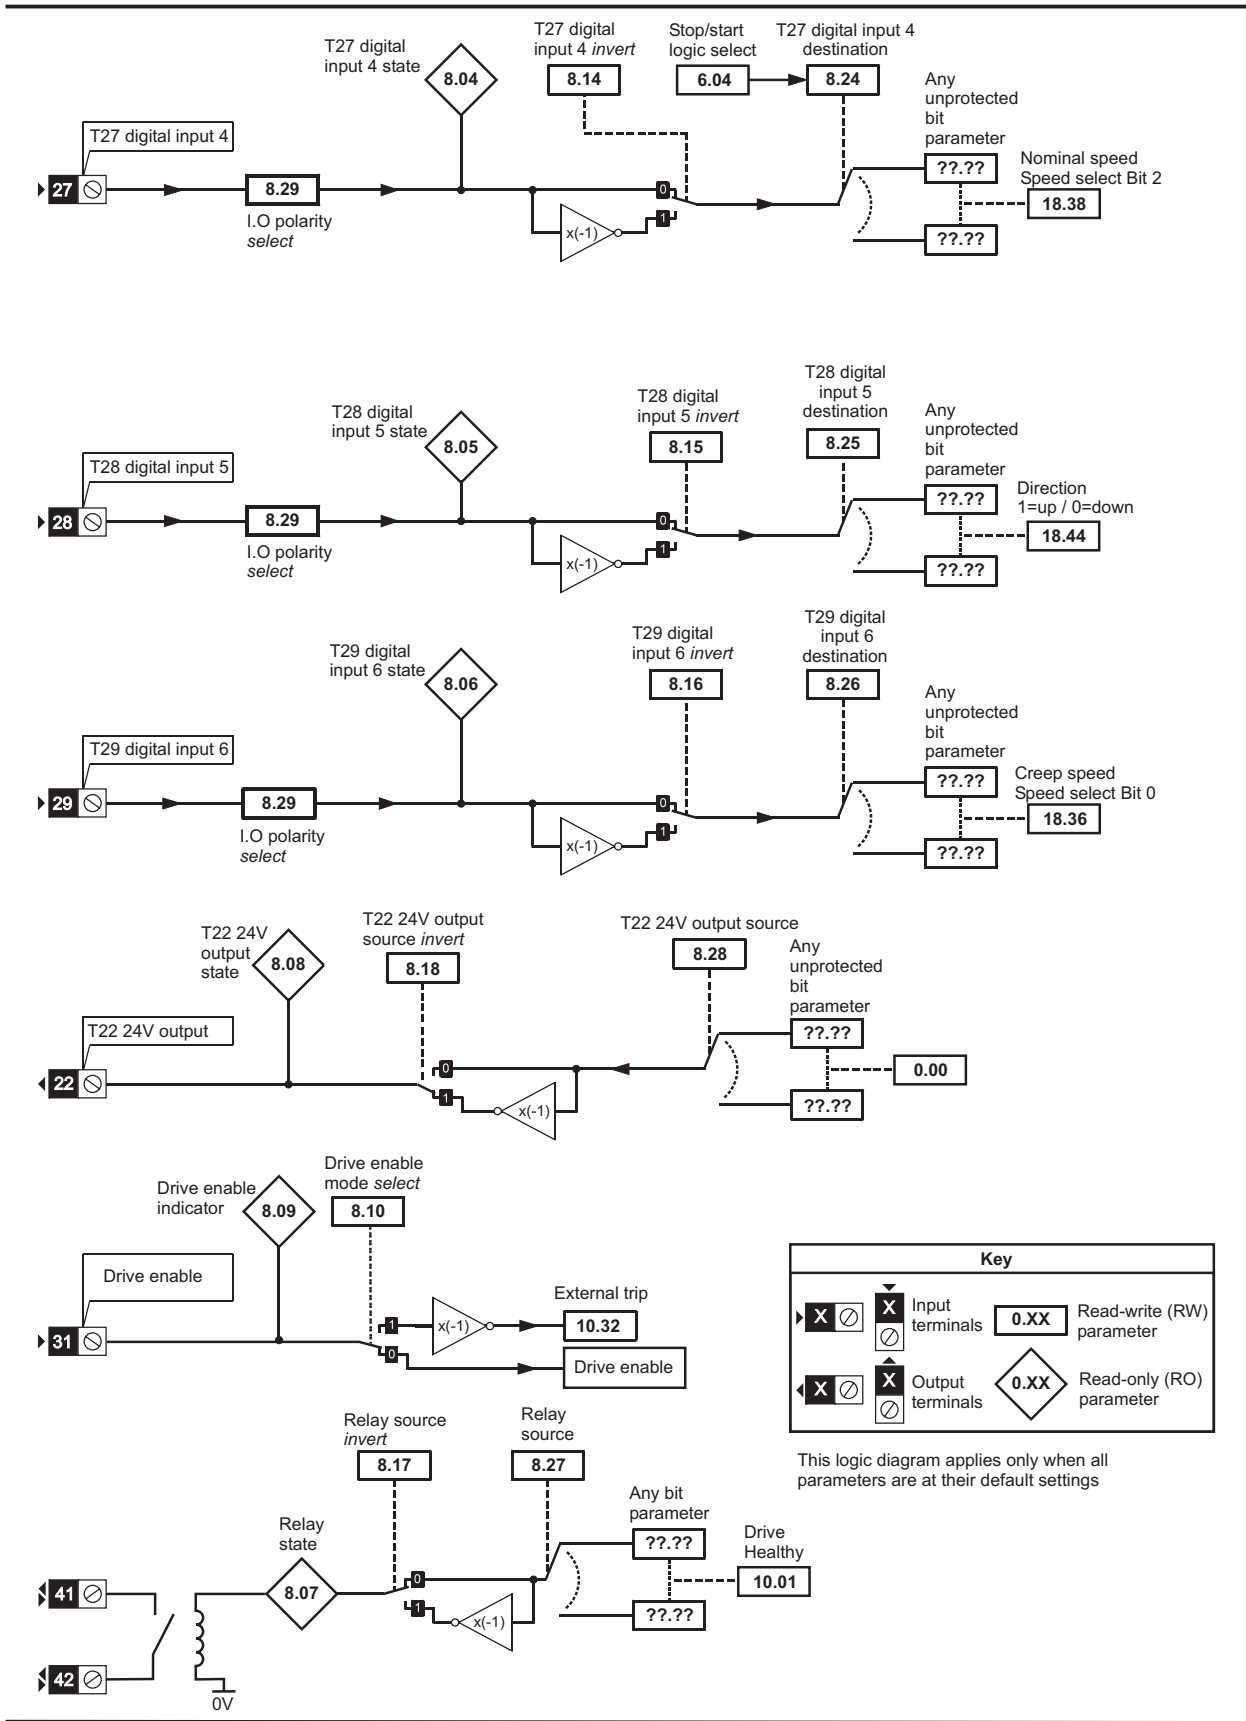 T27 digital
input 4 state
8.04
T27 digital
input 4 invert
8.14
Stop/start
logic select
6.04
T27 digital input 4
destination
8.24
Any
unprotected
bit
parameter
T27 digital input 4
27
8.29
I.O polarity
select
0
1
x(-1)
??.??
??.??
Nominal speed
Speed select Bit 2
18.38
T28 digital
input 5 state
8.05
T28 digital
input 5 invert
8.15
T28 digital
input 5
destination
8.25
Any
unprotected
bit
parameter
T28 digital input 5
28
8.29
I.O polarity
select
0
1
x(-1)
??.??
??.??
Direction
1=up / 0=down
18.44
T29 digital
input 6 state
8.06
T29 digital
input 6 invert
8.16
T29 digital
input 6
destination
8.26
Any
unprotected
bit
parameter
T29 digital input 6
29
8.29
I.O polarity
select
0
1
x(-1)
??.??
??.??
Creep speed
Speed select Bit 0
18.36
T22 24V
output
state
8.08
T22 24V output
source invert
8.18
T22 24V output source
8.28
Any
unprotected
bit
parameter
T22 24V output
22
0
1
x(-1)
??.??
??.??
0.00
Drive enable
indicator
8.09
Drive enable
mode select
8.10
Drive enable
31
1
0
x(-1)
External trip
10.32
Drive enable
Key
X
X
Input
terminals
0.XX
Read-write (RW)
parameter
X
X
Output
terminals
0.XX
Read-only (RO)
parameter
This logic diagram applies only when all
parameters are at their default settings
Relay source
invert
8.17
Relay
source
8.27
Any bit
parameter
Relay
state
8.07
0
1
x(-1)
??.??
??.??
Drive
Healthy
10.01
41
42
0V